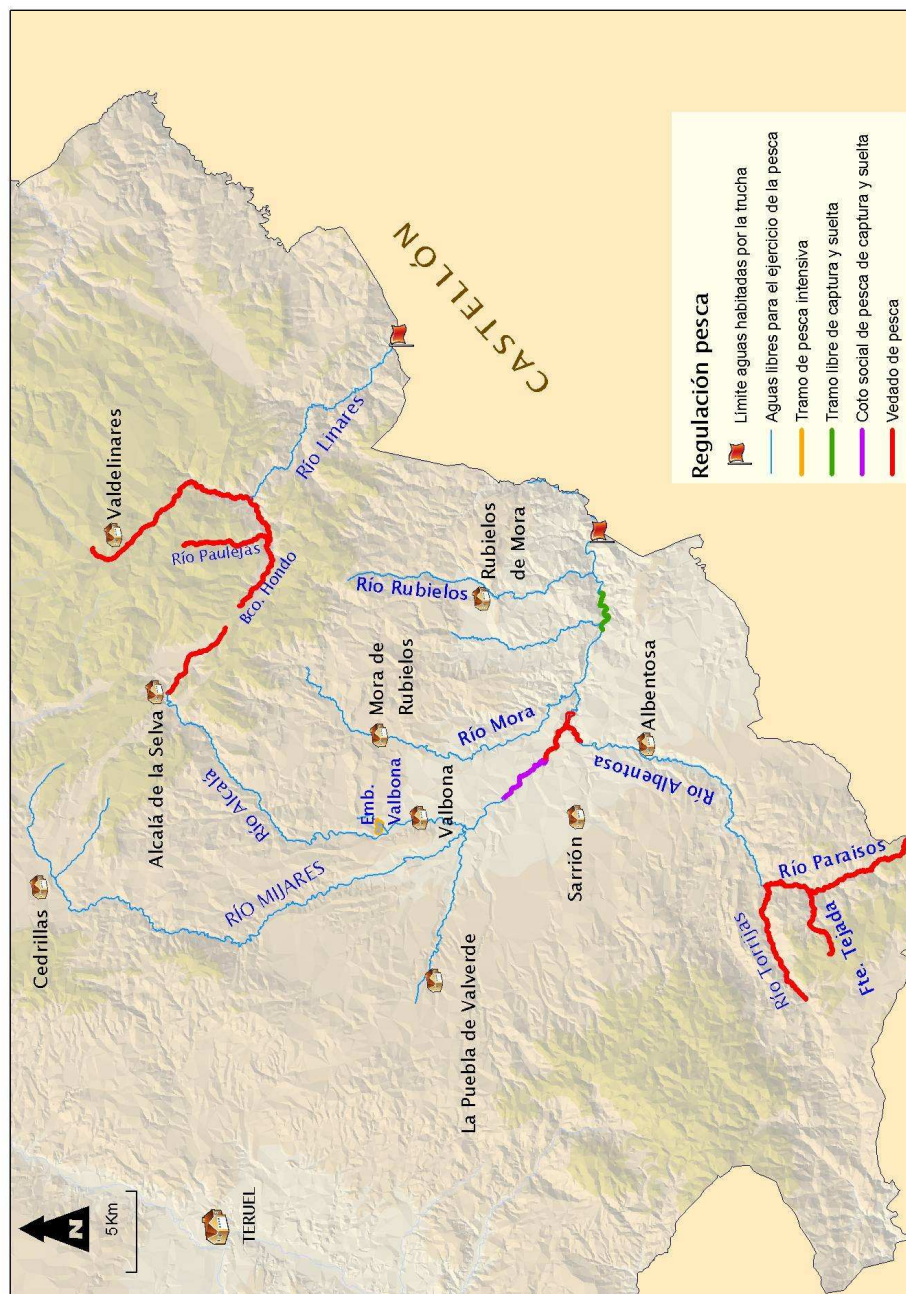 N
5Km
TERUEL
Cedrillas
Alcalá de la Selva
Valdelinares
Río Paulejas
Bco. Hondo
Río Linares
CASTELLÓN
Río Alcalá
RÍO MIJARES
Emb.
Valbona
Valbona
Mora de
Rubielos
Río Rubielos
Rubielos
de Mora
La Puebla de Valverde
Río Mora
Sarrión
Albentosa
Río Albentosa
Río Torrijas
Fte. Tejada
Río Paraisos
Regulación pesca
Límite aguas habitadas por la trucha
Aguas libres para el ejercicio de la pesca
Tramo de pesca intensiva
Tramo libre de captura y suelta
Coto social de pesca de captura y suelta
Vedado de pesca